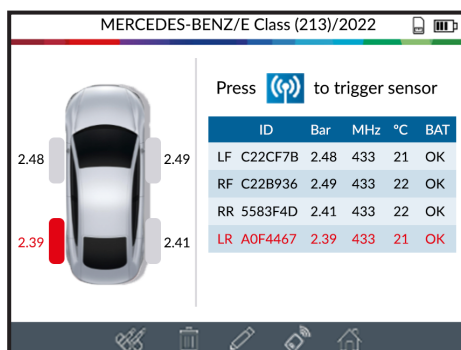 MERCEDES-BENZ/E Class (213)/2022
Press to trigger sensor
ID Bar MHz °C BAT
LF C22CF7B 2.48 433 21 OK
RF C22B936 2.49 433 22 OK
RR 5583F4D 2.41 433 22 OK
LR A0F4467 2.39 433 21 OK
2.48 2.49
2.39 2.41